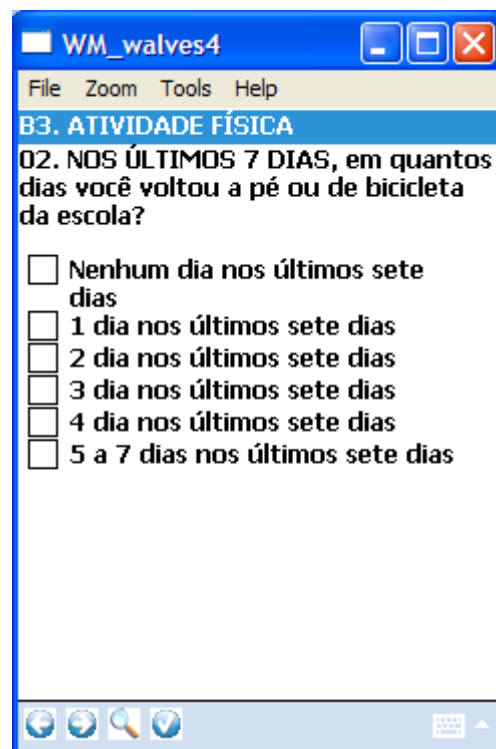 WM_walves4
File Zoom Tools Help
B3. ATIVIDADE FÍSICA
02. NOS ÚLTIMOS 7 DIAS, em quantos
dias você voltou a pé ou de bicicleta
da escola?
Nenhum dia nos últimos sete
dias
1 dia nos últimos sete dias
2 dia nos últimos sete dias
3 dia nos últimos sete dias
4 dia nos últimos sete dias
5 a 7 dias nos últimos sete dias